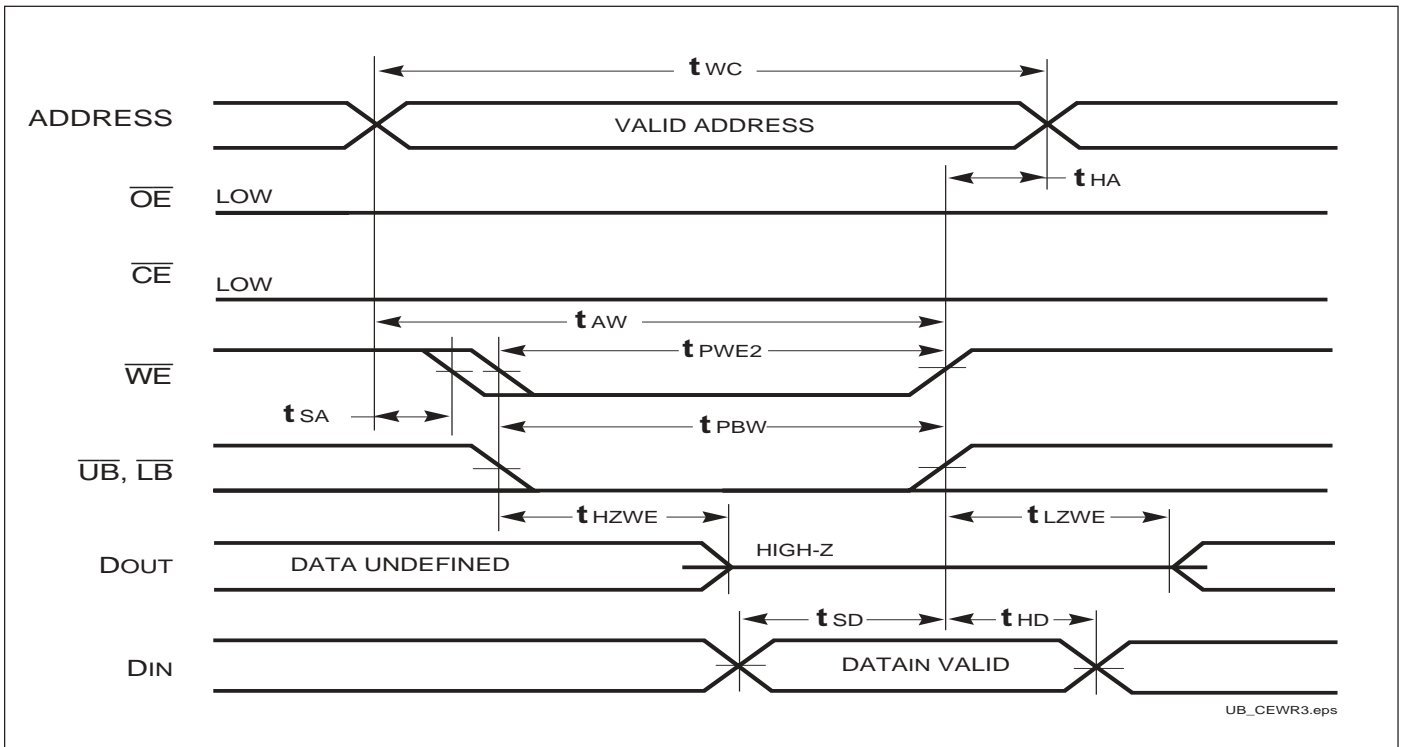 t WC
ADDRESS
VALID ADDRESS
t HA
OE
LOW
CE
LOW
t AW
t PWE2
WE
t SA
t PBW
UB, LB
t HZWE
t LZWE
DOUT
DATA UNDEFINED
HIGH-Z
t SD
t HD
DIN
DATAIN VALID
UB_CEWR3.eps